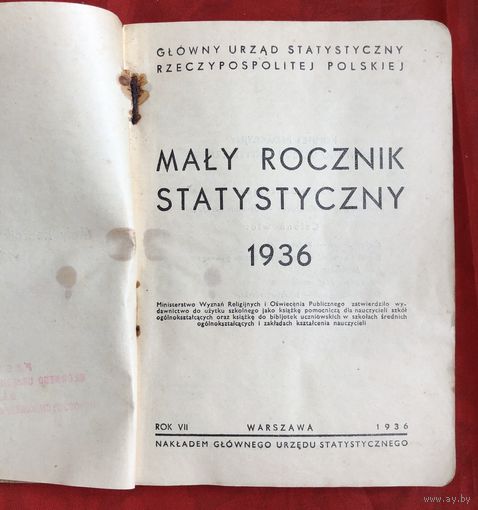 GŁÓWNY URZĄD STATYSTYCZNY
RZECZYPOSPOLITEJ POLSKIEJ
MAŁY ROCZNIK
STATYSTYCZNY
1936
Ministerstwo Wyznań Religijnych i Oświecenia Publicznego zatwierdziło wy-
dawnictwo do użytku szkolnego jako książkę pomocniczą dla nauczycieli szkół
ogólnokształcących oraz książkę do bibljotek uczniowskich w szkołach średnich
ogólnokształcących i zakładach kształcenia nauczycieli
ROK VII WARSZAWA 1936
NAKŁADEM GŁÓWNEGO URZĘDU STATYSTYCZNEGO
www.ay.by